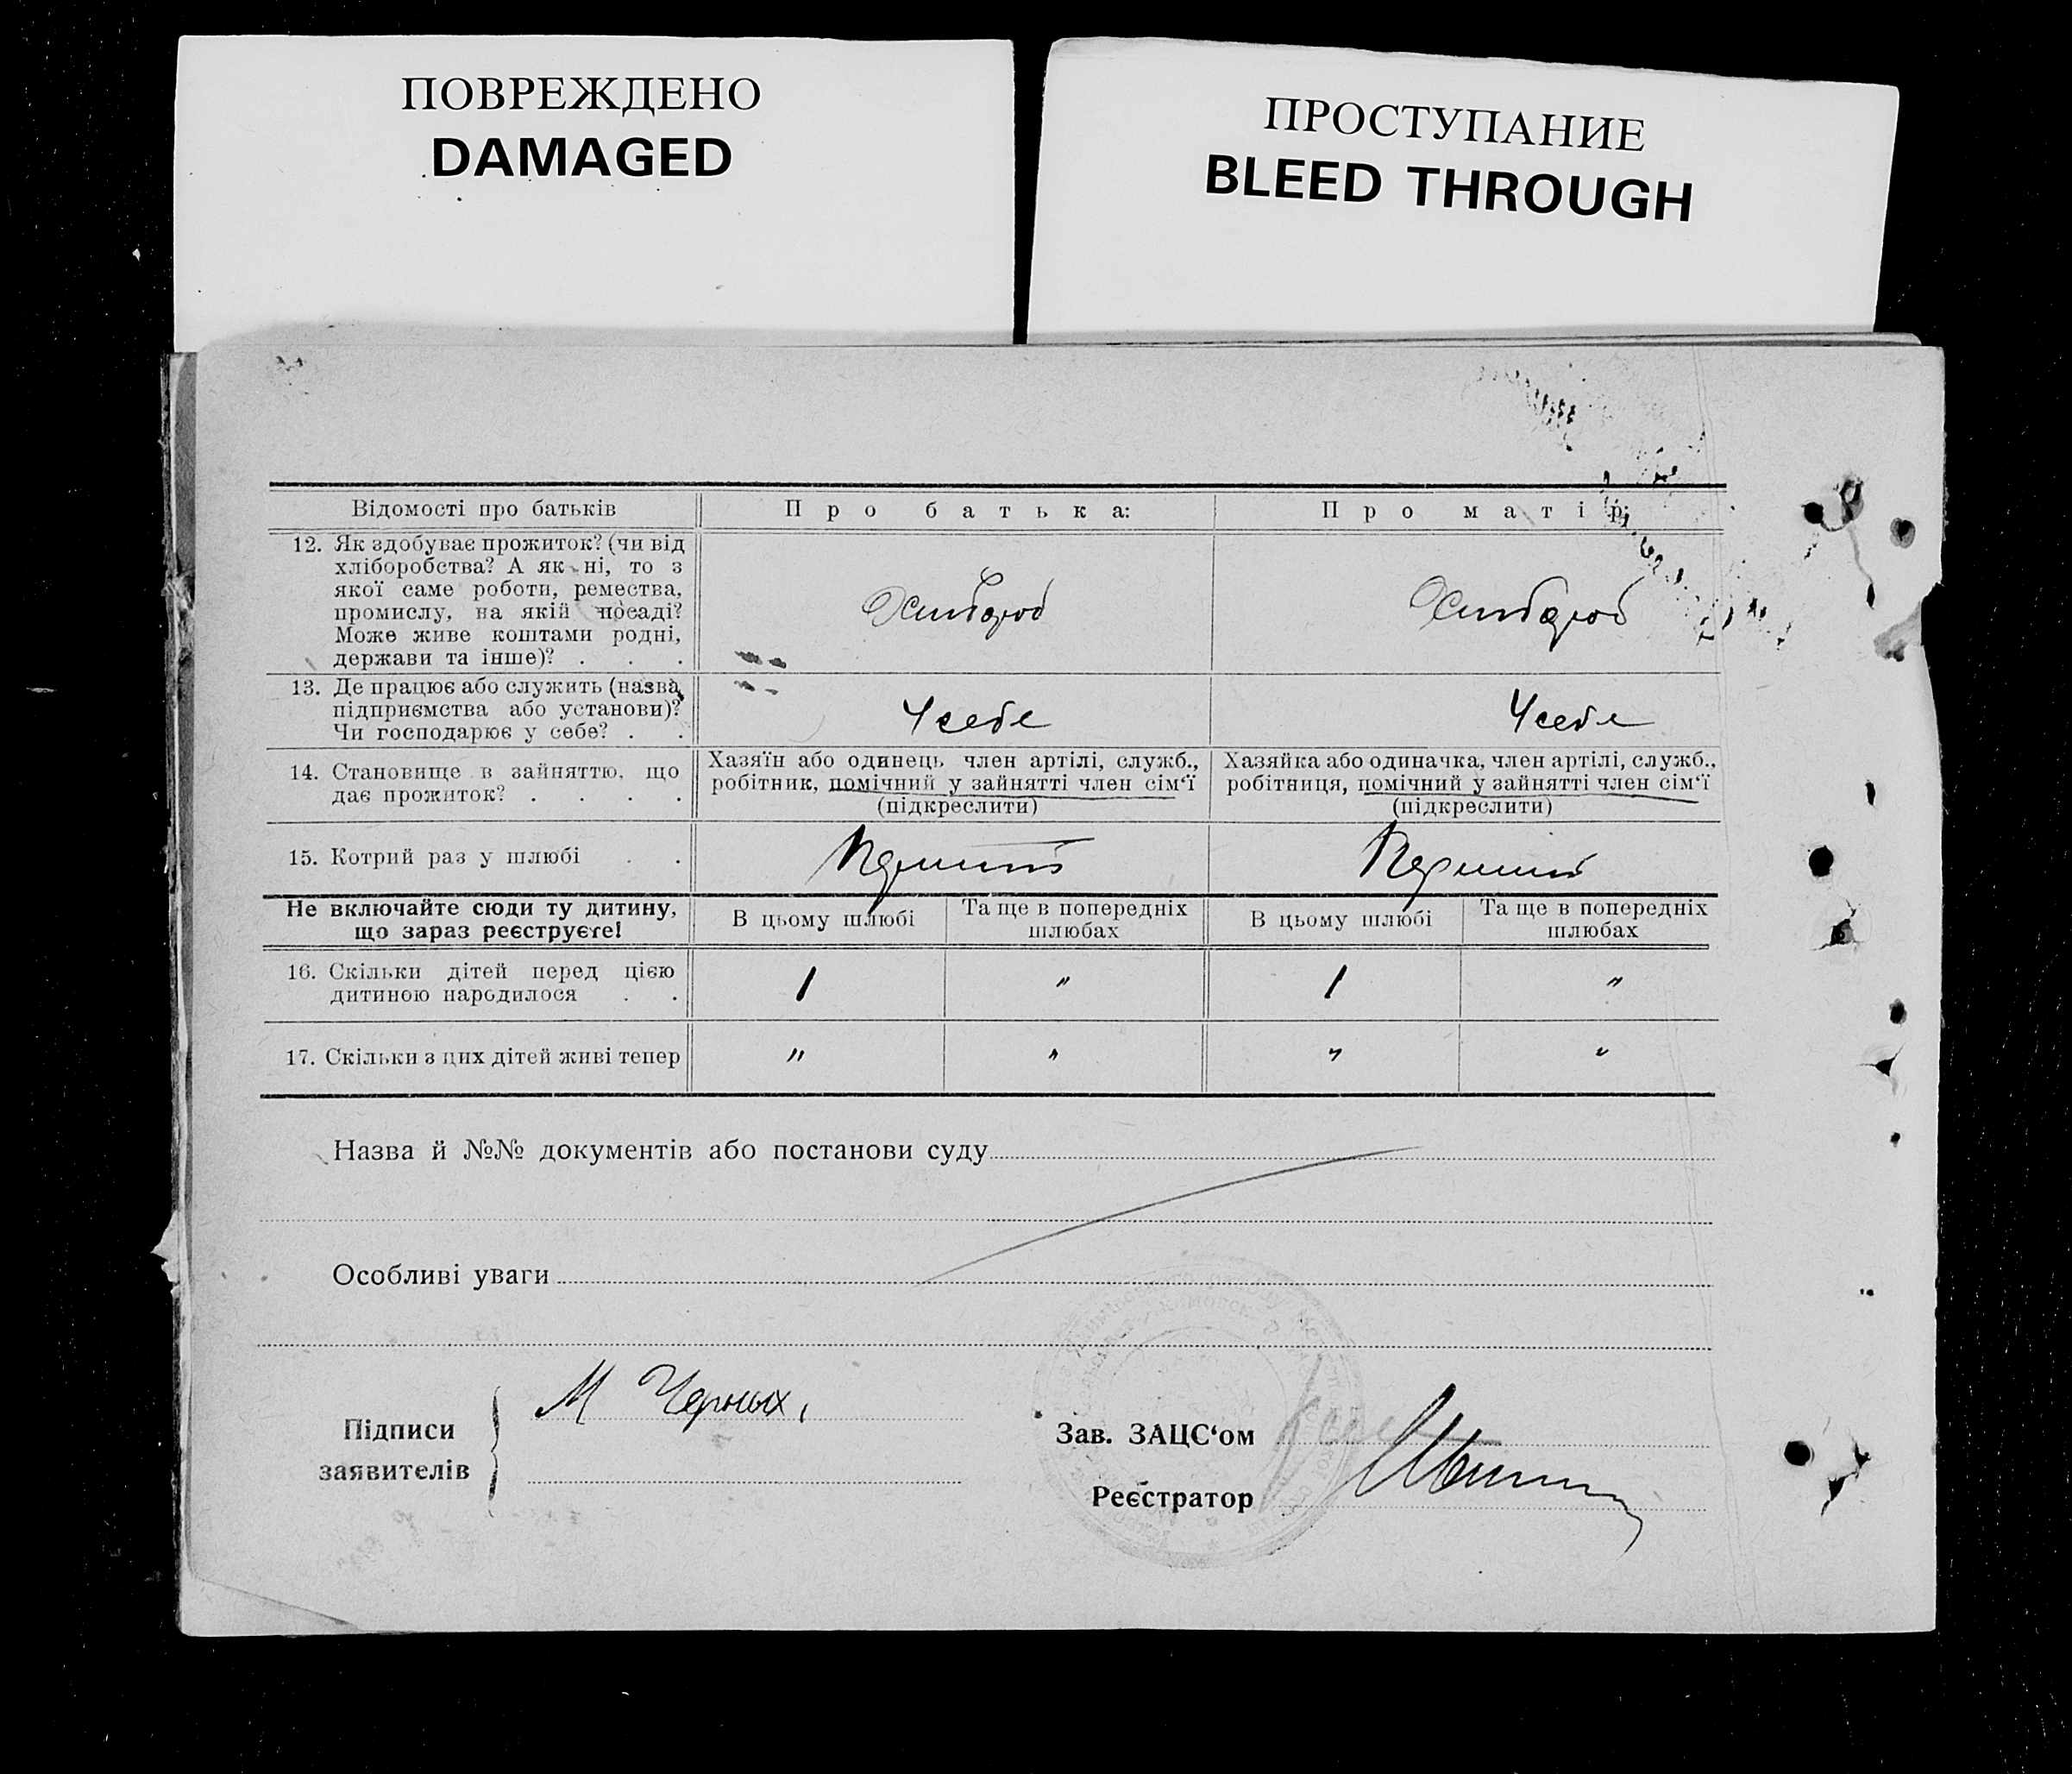 ПОВРЕЖДЕНО
DAMAGED
ПРОСТУПАНИЕ
BLEED THROUGH
Відомості про батьків
Про батька:
Про матір:
12. Як здобуває прожиток? (чи від
хліборобства? А як ні, то з
якої саме роботи, ремества,
промислу, на якій посаді?
Може живе коштами родні,
держави та інше)? . . .
Хлибороб
Хлибороб
13. Де працює або служить (назва
підприємства або установи)?
Чи господарює у себе? . .
У себе
У себе
14. Становище в зайняттю, що
дає прожиток? . . . .
Хазяїн або одинець член артілі, служб.,
робітник, помічний у зайнятті член сім‘ї
(підкреслити)
Хазяйка або одиначка, член артілі, служб.,
робітниця, помічний у зайнятті член сім‘ї
(підкреслити)
15. Котрий раз у шлюбі . .
Перший
Перший
Не включайте сюди ту дитину,
що зараз реєструєте!
В цьому шлюбі
Та ще в попередніх
шлюбах
В цьому шлюбі
Та ще в попередніх
шлюбах
16. Скільки дітей перед цією
дитиною народилося . .
1
"
1
"
17. Скільки з цих дітей живі тепер
"
"
"
"
Назва й №№ документів або постанови суду
Особливі уваги
Підписи
заявителів
М Черных,
Зав. ЗАЦС‘ом
Реєстратор